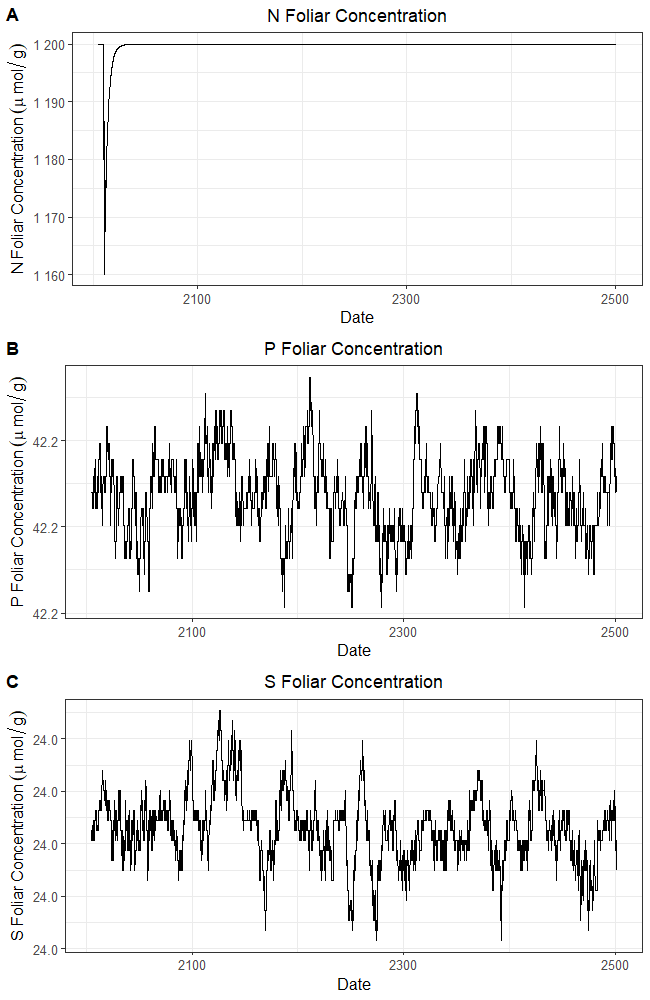 A
N Foliar Concentration
N Foliar Concentration (μ mol/g)
1 200
1 190
1 180
1 170
1 160
2100
2300
2500
Date
B
P Foliar Concentration
P Foliar Concentration (μ mol/g)
42.2
42.2
42.2
2100
2300
2500
Date
C
S Foliar Concentration
S Foliar Concentration (μ mol/g)
24.0
24.0
24.0
24.0
24.0
2100
2300
2500
Date